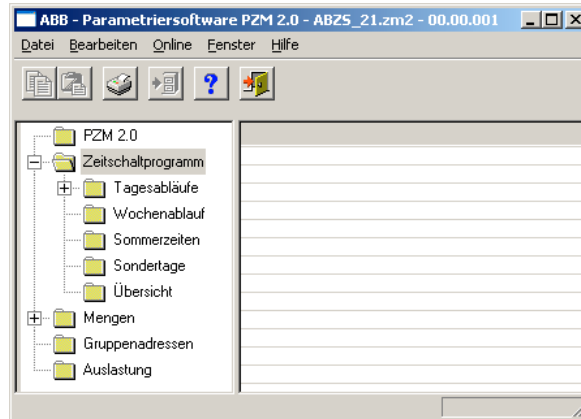 ABB - Parametriersoftware PZM 2.0 - ABZS_21.zm2 - 00.00.001
Datei Bearbeiten Online Fenster Hilfe
PZM 2.0
Zeitschaltprogramm
Tagesabläufe
Wochenablauf
Sommerzeiten
Sondertage
Übersicht
Mengen
Gruppenadressen
Auslastung